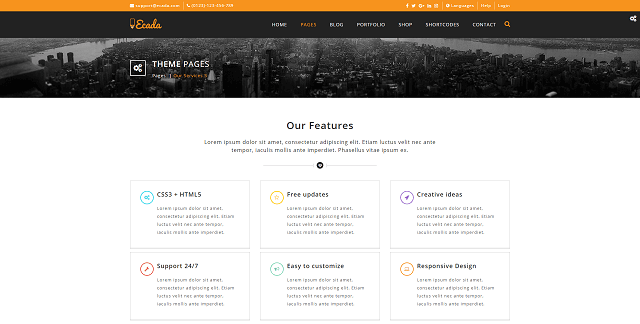 support@ecada.com
Languages Help Login
Ecada
HOME PAGES BLOG PORTFOLIO SHOP SHORTCODES CONTACT
THEME PAGES
Pages | Our Services 3
Our Features
Lorem ipsum dolor sit amet, consectetur adipiscing elit. Etiam luctus velit nec ante
tempor, iaculis mollis ante imperdiet. Phasellus vitae ipsum ex.
CSS3 + HTML5
Lorem ipsum dolor sit amet,
consectetur adipiscing elit. Etiam
luctus velit nec ante tempor,
iaculis mollis ante imperdiet.
Free updates
Lorem ipsum dolor sit amet,
consectetur adipiscing elit. Etiam
luctus velit nec ante tempor,
iaculis mollis ante imperdiet.
Creative ideas
Lorem ipsum dolor sit amet,
consectetur adipiscing elit. Etiam
luctus velit nec ante tempor,
iaculis mollis ante imperdiet.
Support 24/7
Lorem ipsum dolor sit amet,
consectetur adipiscing elit. Etiam
luctus velit nec ante tempor,
iaculis mollis ante imperdiet.
Easy to customize
Lorem ipsum dolor sit amet,
consectetur adipiscing elit. Etiam
luctus velit nec ante tempor,
iaculis mollis ante imperdiet.
Responsive Design
Lorem ipsum dolor sit amet,
consectetur adipiscing elit. Etiam
luctus velit nec ante tempor,
iaculis mollis ante imperdiet.